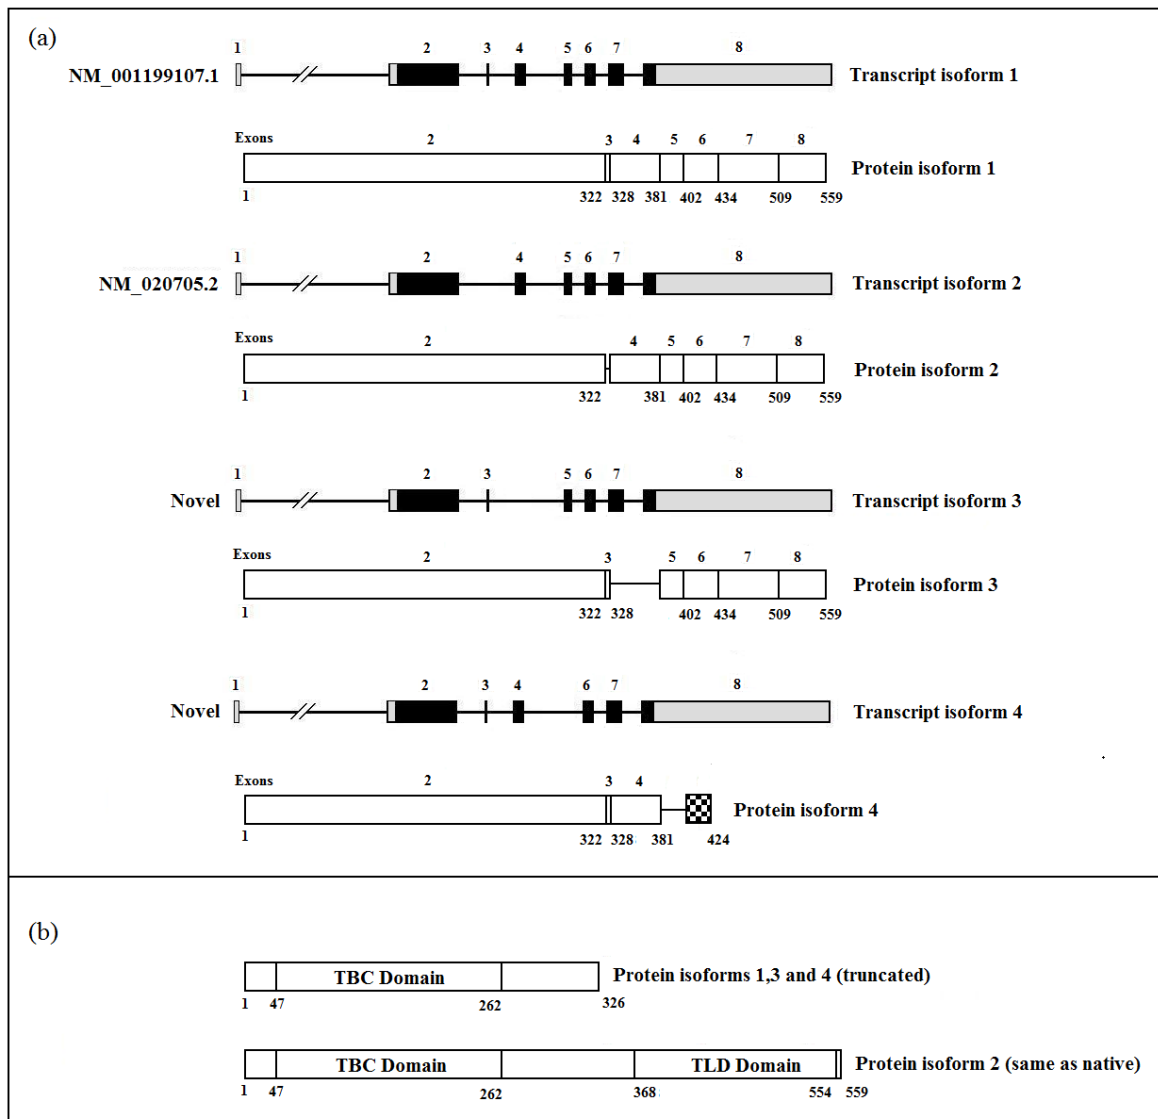 (a)
1 2 3 4 5 6 7 8
NM_001199107.1 Transcript isoform 1
Exons 2 3 4 5 6 7 8
Protein isoform 1
1 322 328 381 402 434 509 559
1 2 4 5 6 7 8
NM_020705.2 Transcript isoform 2
Exons 2 4 5 6 7 8
Protein isoform 2
1 322 381 402 434 509 559
1 2 3 5 6 7 8
Novel Transcript isoform 3
Exons 2 3 5 6 7 8
Protein isoform 3
1 322 328 402 434 509 559
1 2 3 4 6 7 8
Novel Transcript isoform 4
Exons 2 3 4
Protein isoform 4
1 322 328 381 424
(b)
TBC Domain Protein isoforms 1,3 and 4 (truncated)
1 47 262 326
TBC Domain TLD Domain Protein isoform 2 (same as native)
1 47 262 368 554 559